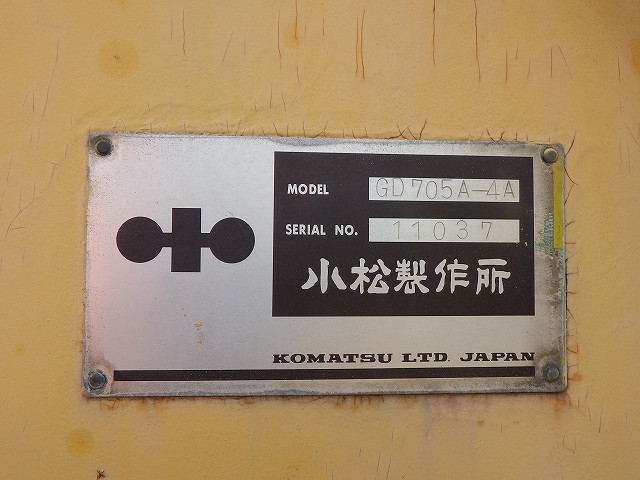 MODEL GD705A-4A
SERIAL NO. 11037
小松製作所
KOMATSU LTD. JAPAN